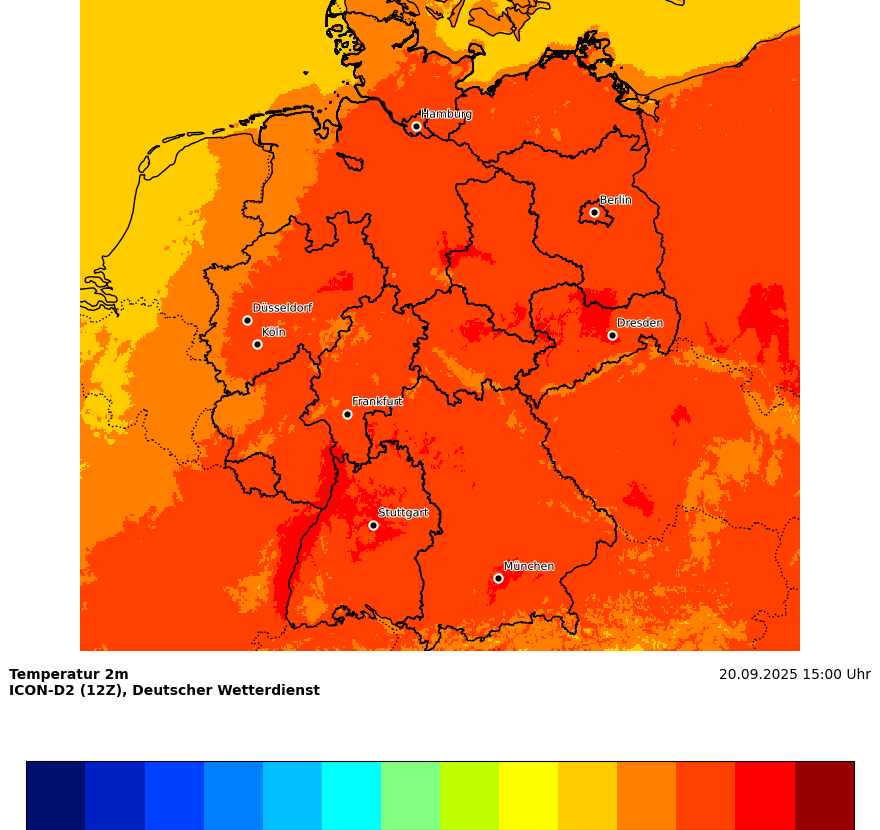 Hamburg
Berlin
Düsseldorf
Köln
Dresden
Frankfurt
Stuttgart
München
Temperatur 2m
20.09.2025 15:00 Uhr
ICON-D2 (12Z), Deutscher Wetterdienst